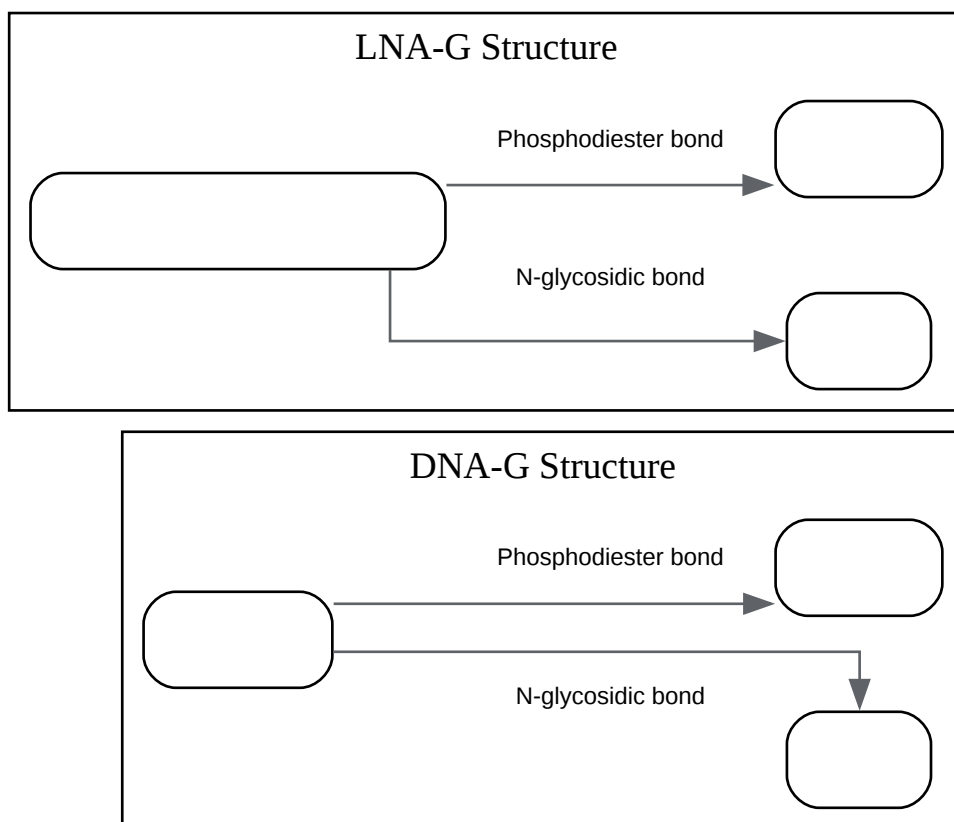 LNA-G Structure
Phosphodiester bond
N-glycosidic bond
DNA-G Structure
Phosphodiester bond
N-glycosidic bond